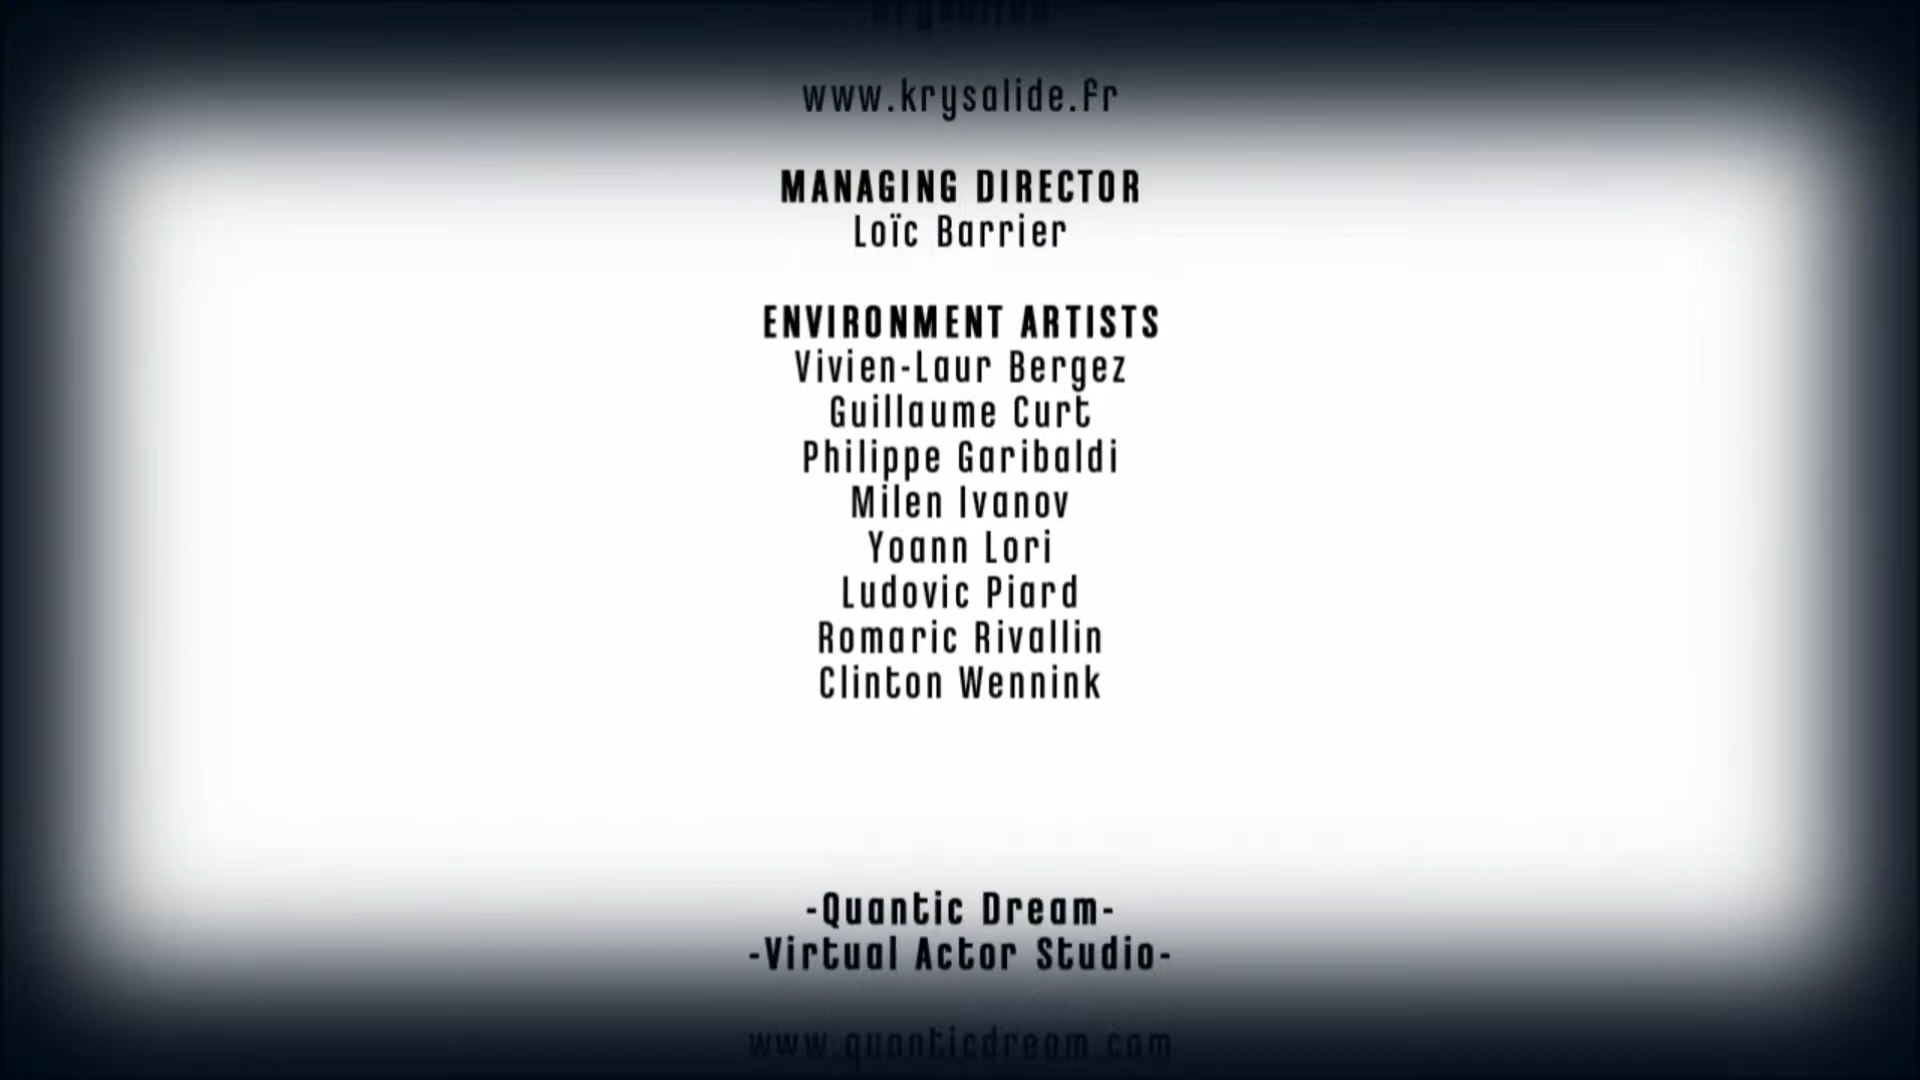 www.krysalide.fr
MANAGING DIRECTOR
Loïc Barrier
ENVIRONMENT ARTISTS
Vivien-Laur Bergez
Guillaume Curt
Philippe Garibaldi
Milen Ivanov
Yoann Lori
Ludovic Piard
Romaric Rivallin
Clinton Wennink
-Quantic Dream-
-Virtual Actor Studio-
www.quanticdream.com